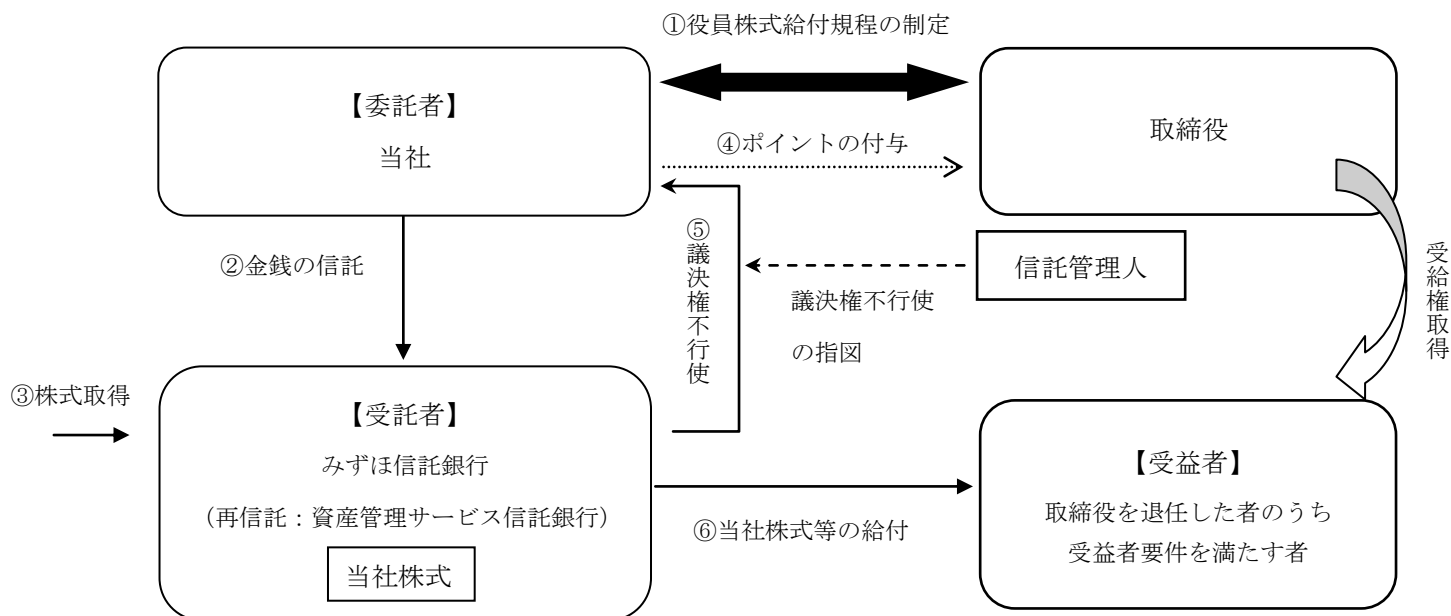 ①役員株式給付規程の制定
【委託者】
当社
取締役
④ポイントの付与
②金銭の信託
⑤議決権不行使
信託管理人
議決権不行使
の指図
受給権取得
③株式取得
【受託者】
みずほ信託銀行
(再信託：資産管理サービス信託銀行)
当社株式
⑥当社株式等の給付
【受益者】
取締役を退任した者のうち
受益者要件を満たす者